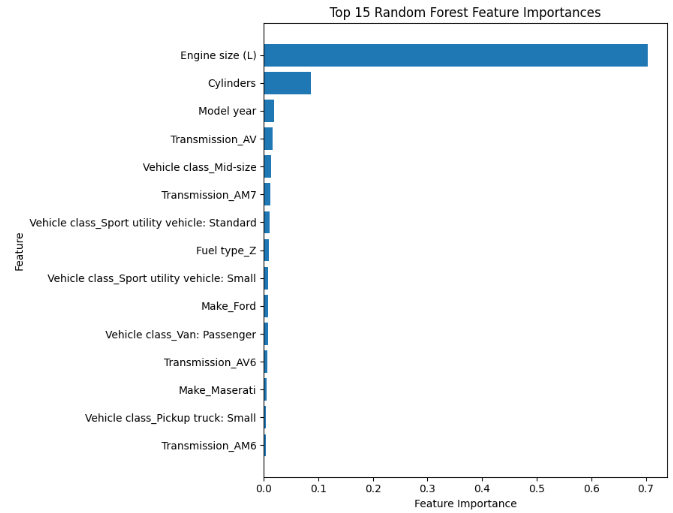 Top 15 Random Forest Feature Importances
Engine size (L)
Cylinders
Model year
Transmission_AV
Vehicle class_Mid-size
Transmission_AM7
Vehicle class_Sport utility vehicle: Standard
Fuel type_Z
Vehicle class_Sport utility vehicle: Small
Make_Ford
Vehicle class_Van: Passenger
Transmission_AV6
Make_Maserati
Vehicle class_Pickup truck: Small
Transmission_AM6
Feature
0.0 0.1 0.2 0.3 0.4 0.5 0.6 0.7
Feature Importance